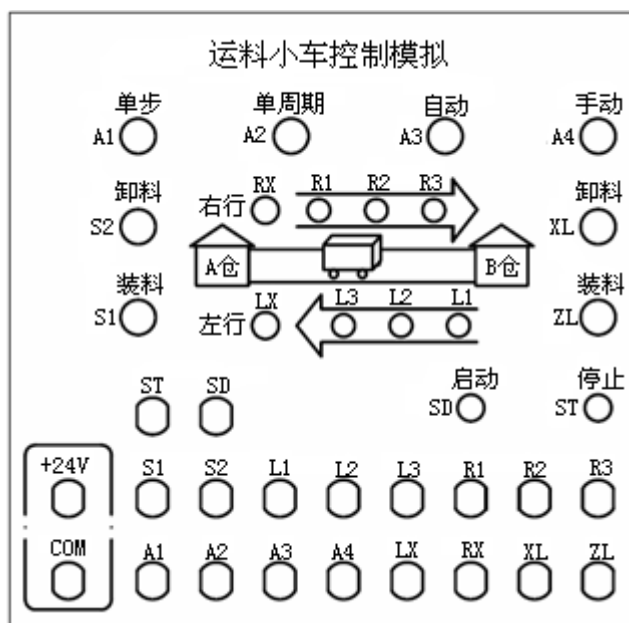 运料小车控制模拟
单步 单周期 自动 手动
A1 A2 A3 A4
卸料 RX R1 R2 R3 卸料
S2 右行 XL
A仓 B仓
装料 LX L3 L2 L1 装料
S1 左行 ZL
ST SD 启动 停止
SD ST
+24V S1 S2 L1 L2 L3 R1 R2 R3
COM A1 A2 A3 A4 LX RX XL ZL